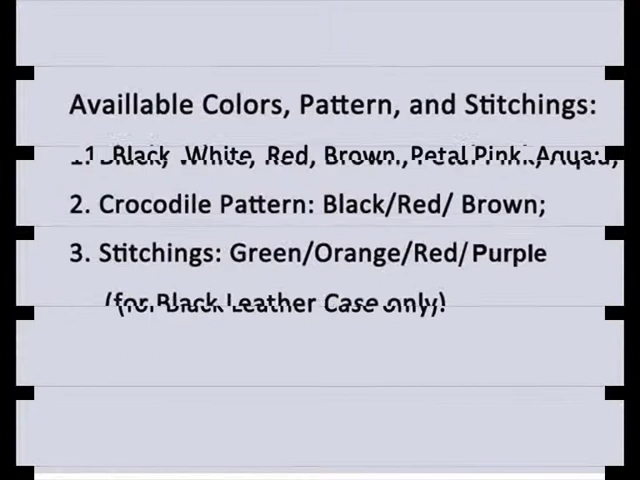 Availlable Colors, Pattern, and Stitchings:
1. Black, White, Red, Brown, Petal Pink, Aqua;
2. Crocodile Pattern: Black/Red/ Brown;
3. Stitchings: Green/Orange/Red/Purple
(for Black Leather Case only)